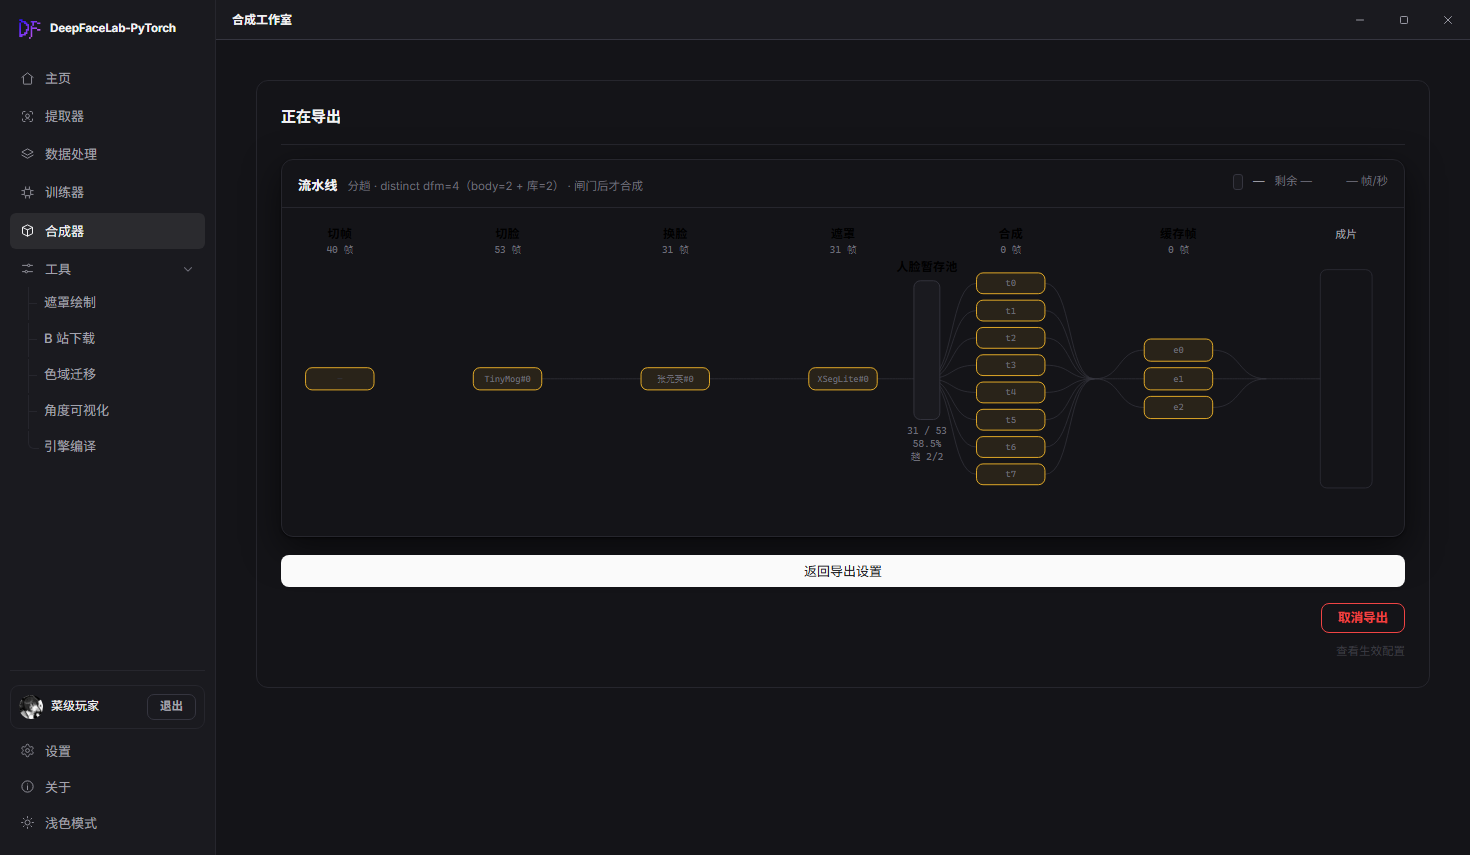 DeepFaceLab-PyTorch
合成工作室
主页
提取器
数据处理
训练器
合成器
工具
遮罩绘制
B 站下载
色域迁移
角度可视化
引擎编译
菜级玩家
退出
设置
关于
浅色模式
正在导出
流水线 分趟 · distinct dfm=4（body=2 + 库=2） · 闸门后才合成
— 剩余 — — 帧/秒
切帧 切脸 换脸 遮罩 合成 缓存帧 成片
40 帧 53 帧 31 帧 31 帧 0 帧 0 帧
人脸暂存池
t0
t1
t2
t3
t4
t5
t6
t7
TinyMog#0 张元英#0 XSegLite#0
e0
e1
e2
31 / 53
58.5%
趟 2/2
返回导出设置
取消导出
查看生效配置